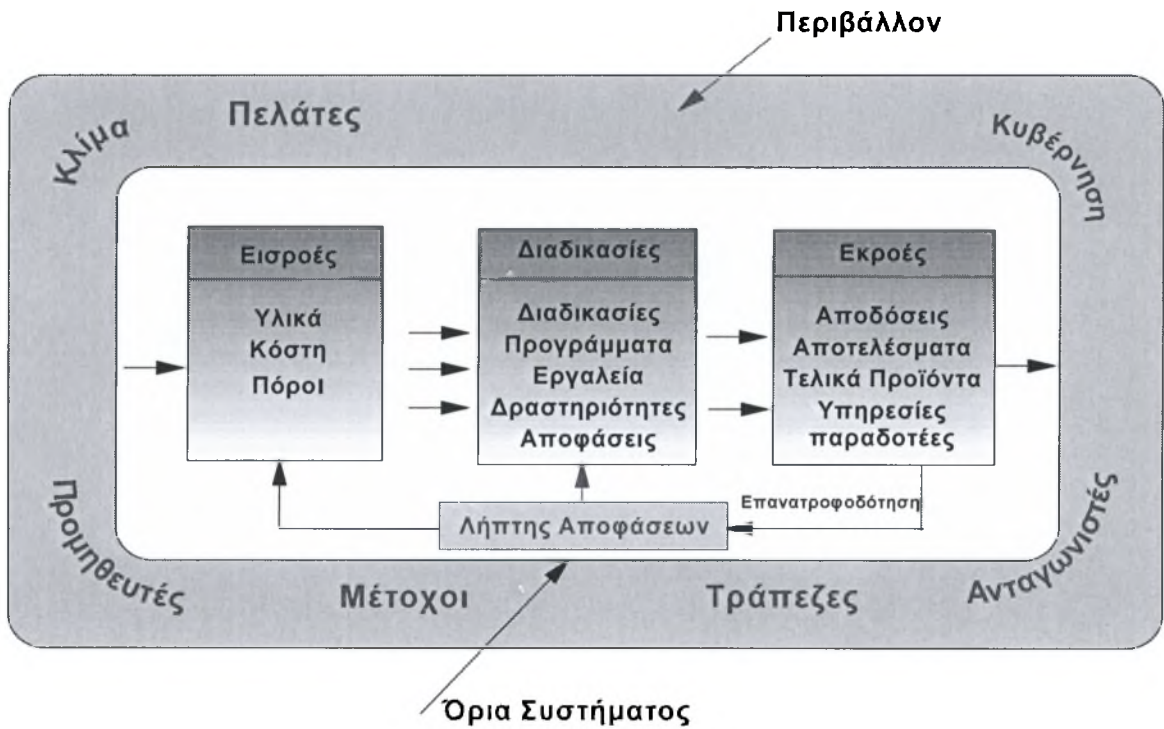 Περιβάλλον
Κλίμα
Πελάτες
Κυβέρνηση
Εισροές
Υλικά
Κόστη
Πόροι
Διαδικασίες
Διαδικασίες
Προγράμματα
Εργαλεία
Δραστηριότητες
Αποφάσεις
Εκροές
Αποδόσεις
Αποτελέσματα
Τελικά Προϊόντα
Υπηρεσίες
παραδοτέες
Επανατροφοδότηση
Λήπτης Αποφάσεων
Προμηθευτές
Μέτοχοι
Τράπεζες
Ανταγωνιστές
Όρια Συστήματος